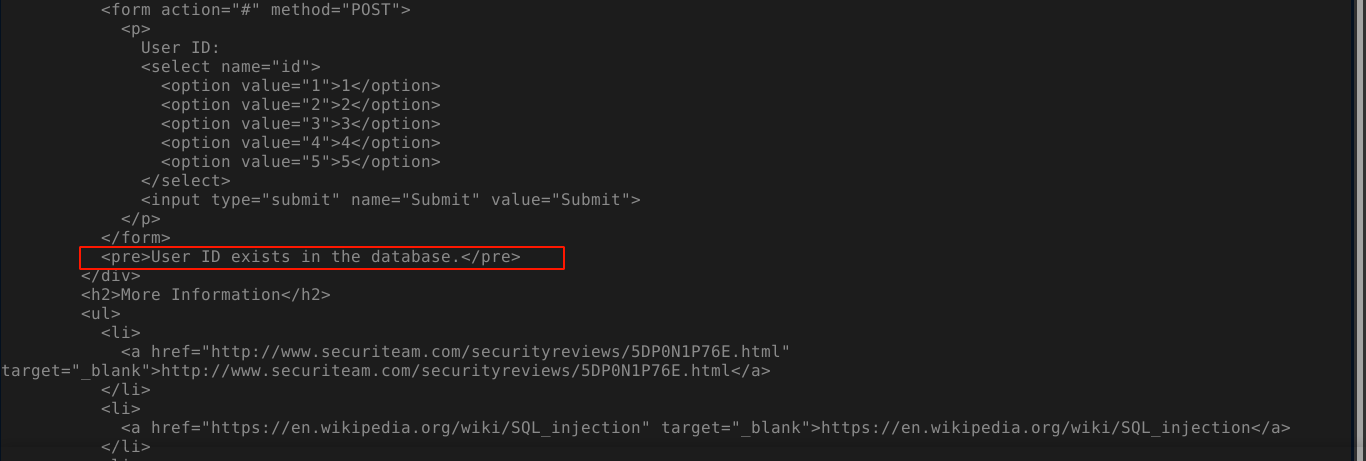 <form action="#" method="POST">
<p>
User ID:
<select name="id">
<option value="1">1</option>
<option value="2">2</option>
<option value="3">3</option>
<option value="4">4</option>
<option value="5">5</option>
</select>
<input type="submit" name="Submit" value="Submit">
</p>
</form>
<pre>User ID exists in the database.</pre>
</div>
<h2>More Information</h2>
<ul>
<li>
<a href="http://www.securiteam.com/securityreviews/5DP0N1P76E.html"
target="_blank">http://www.securiteam.com/securityreviews/5DP0N1P76E.html</a>
</li>
<li>
<a href="https://en.wikipedia.org/wiki/SQL_injection" target="_blank">https://en.wikipedia.org/wiki/SQL_injection</a>
</li>